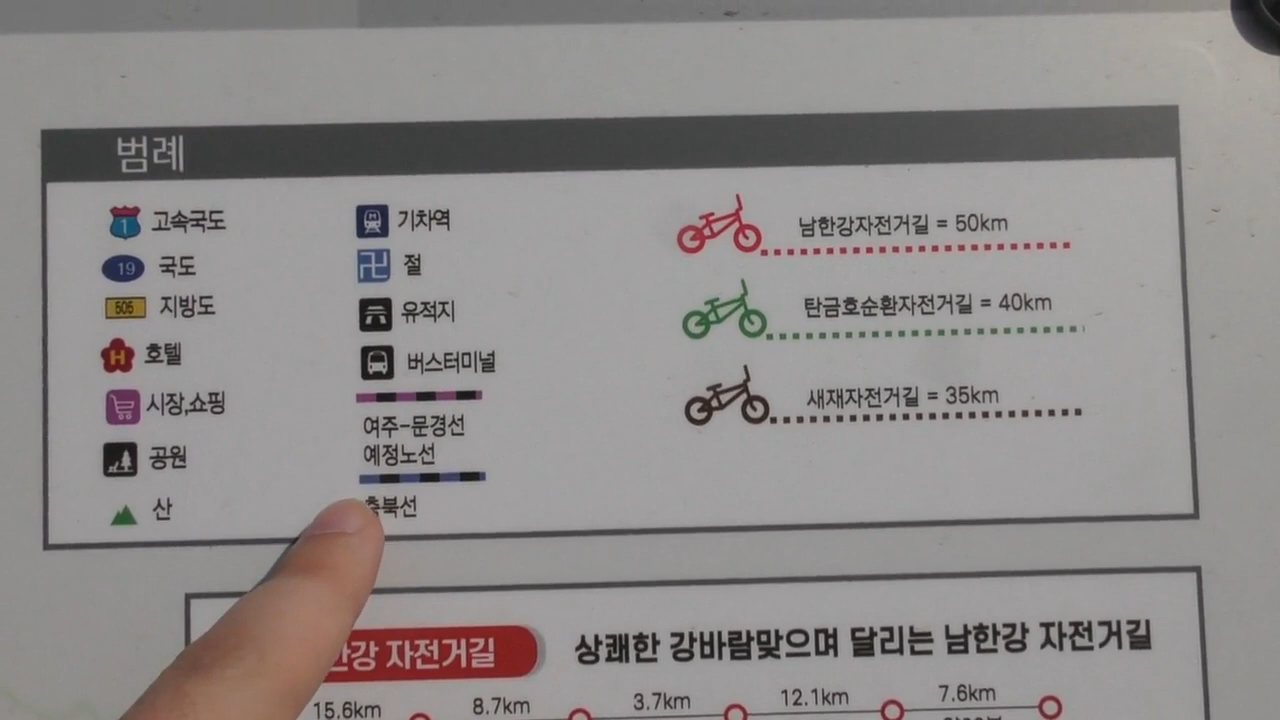 범례
1 고속국도
19 국도
505 지방도
H 호텔
시장,쇼핑
공원
산
기차역
절
유적지
버스터미널
여주-문경선
예정노선
충북선
남한강자전거길 = 50km
탄금호순환자전거길 = 40km
새재자전거길 = 35km
자전거길
상쾌한 강바람맞으며 달리는 남한강 자전거길
15.6km 8.7km 3.7km 12.1km 7.6km